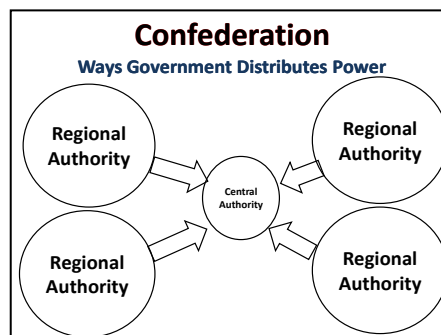 Confederation
Ways Government Distributes Power
Regional
Authority
Regional
Authority
Central
Authority
Regional
Authority
Regional
Authority